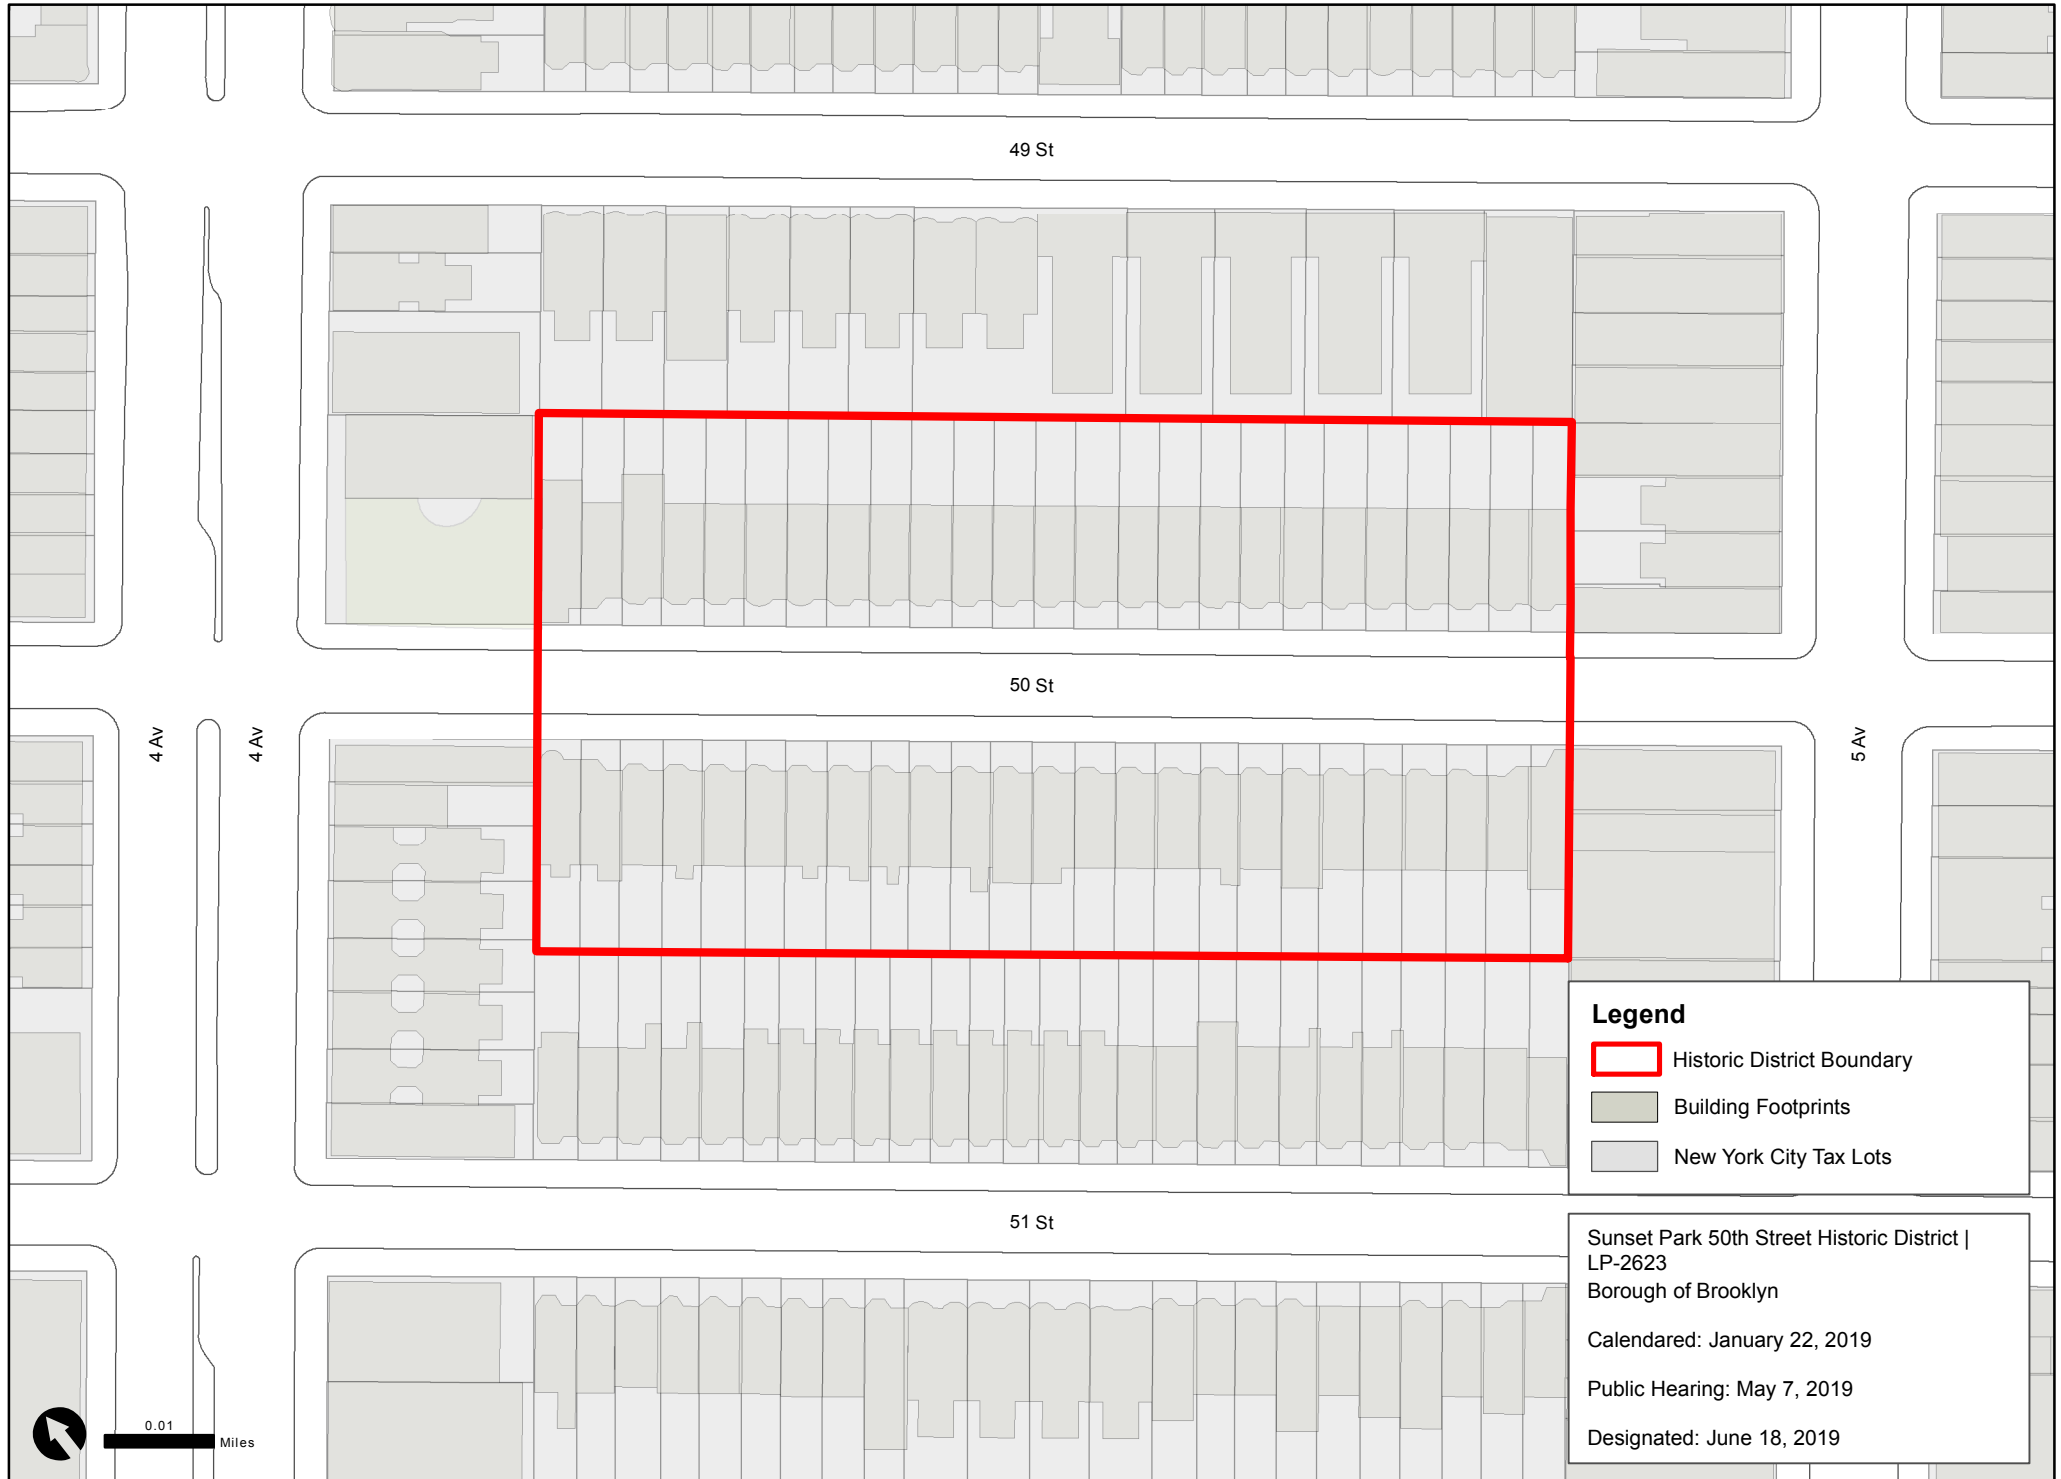 49 St
50 St
4 Av
4 Av
5 Av
51 St
Legend
Historic District Boundary
Building Footprints
New York City Tax Lots
Sunset Park 50th Street Historic District |
LP-2623
Borough of Brooklyn
Calendared: January 22, 2019
Public Hearing: May 7, 2019
Designated: June 18, 2019
0.01
Miles